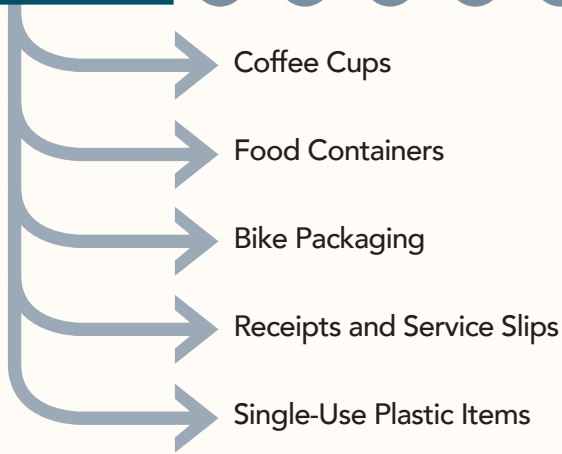 Coffee Cups
Food Containers
Bike Packaging
Receipts and Service Slips
Single-Use Plastic Items